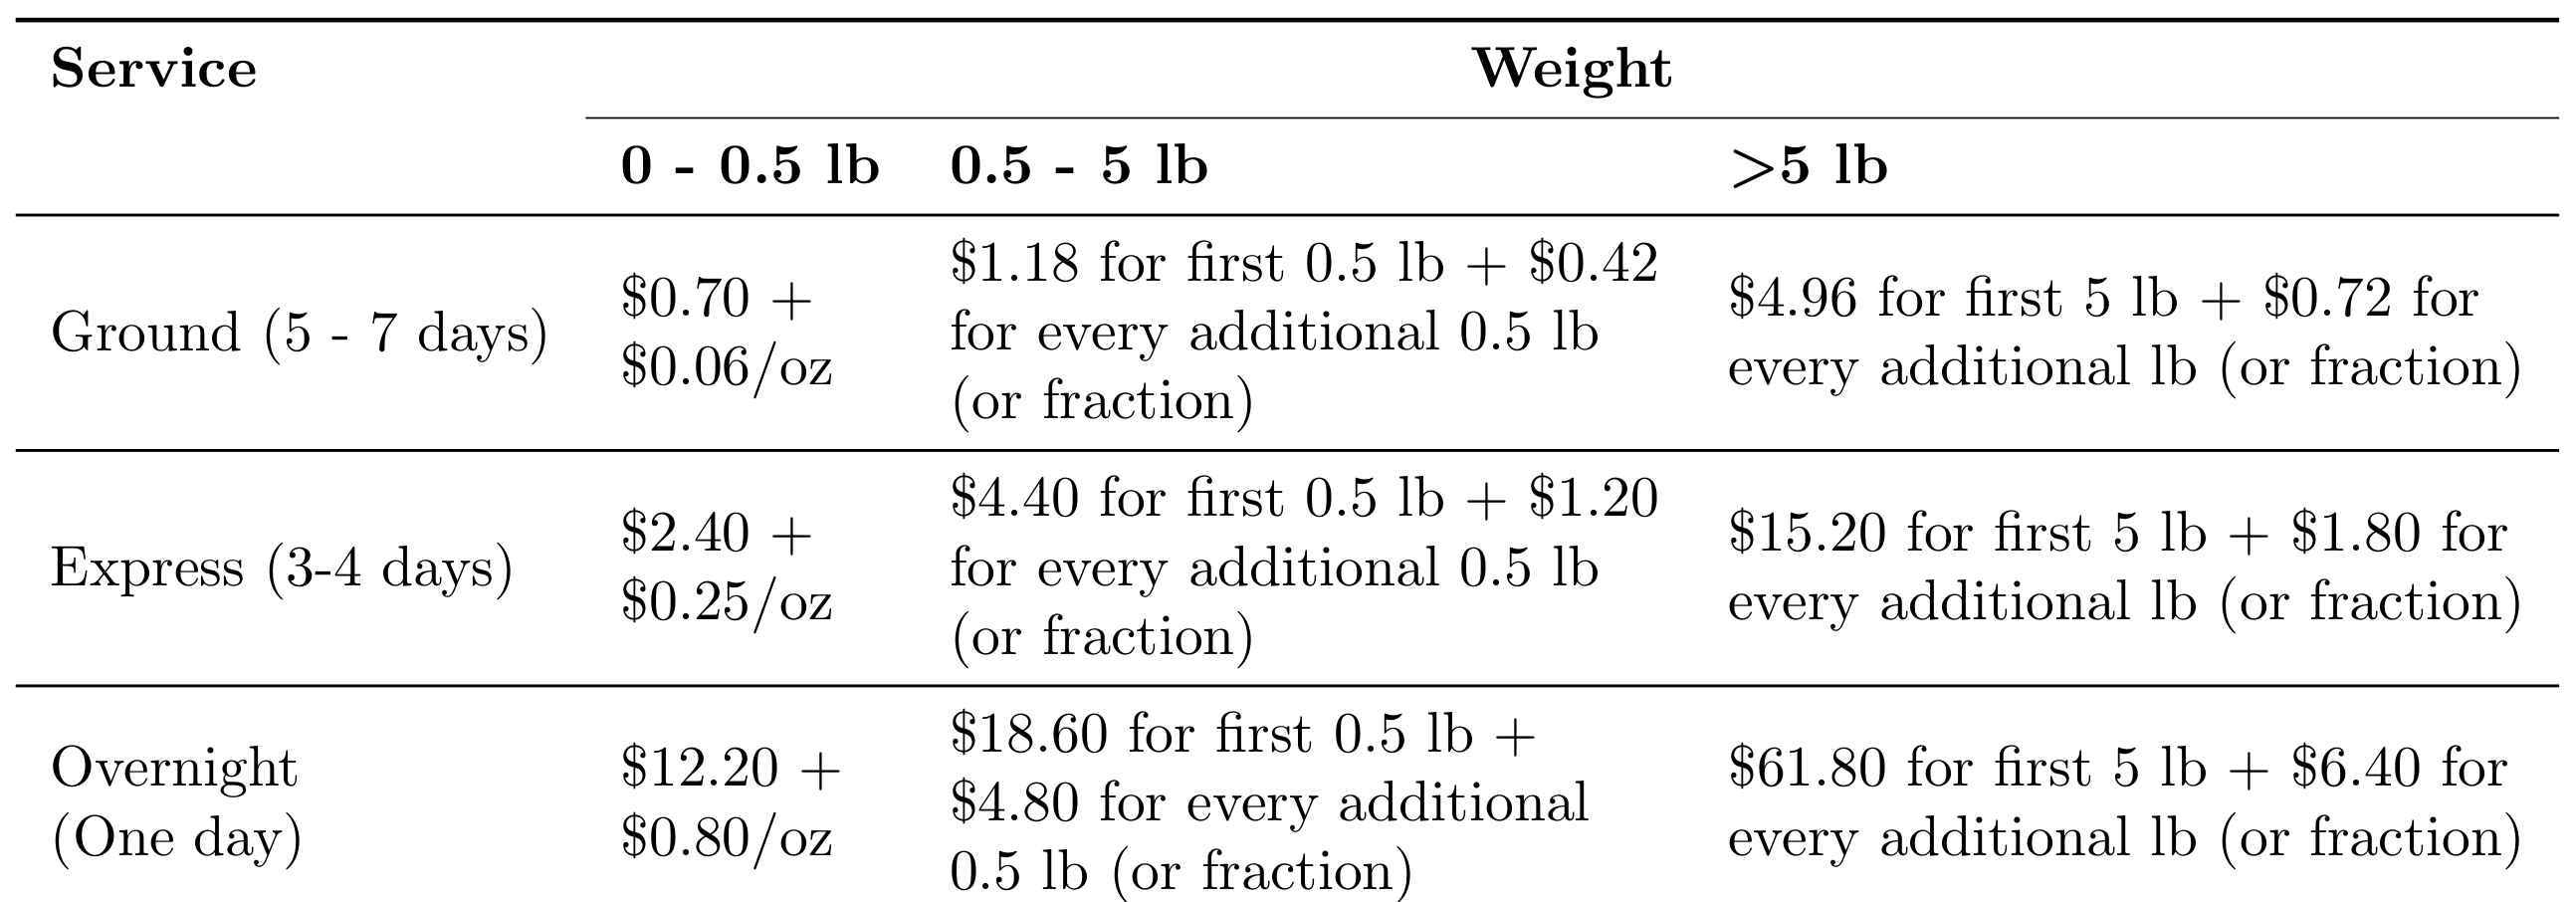 Service Weight
0 - 0.5 lb 0.5 - 5 lb >5 lb
Ground (5 - 7 days)
$0.70 +
$0.06/oz
$1.18 for first 0.5 lb + $0.42
for every additional 0.5 lb
(or fraction)
$4.96 for first 5 lb + $0.72 for
every additional lb (or fraction)
Express (3-4 days)
$2.40 +
$0.25/oz
$4.40 for first 0.5 lb + $1.20
for every additional 0.5 lb
(or fraction)
$15.20 for first 5 lb + $1.80 for
every additional lb (or fraction)
Overnight
(One day)
$12.20 +
$0.80/oz
$18.60 for first 0.5 lb +
$4.80 for every additional
0.5 lb (or fraction)
$61.80 for first 5 lb + $6.40 for
every additional lb (or fraction)